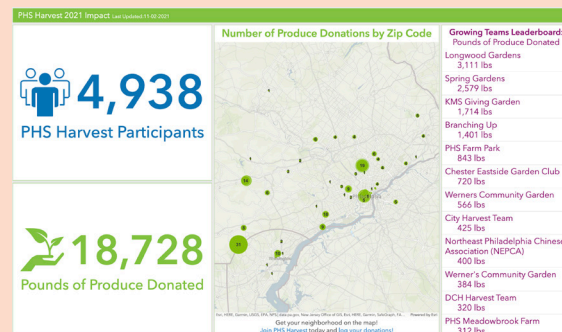 PHS Harvest 2021 Impact Last Updated 11-02-2021
4,938
PHS Harvest Participants
18,728
Pounds of Produce Donated
Number of Produce Donations by Zip Code
Get your neighborhood on the map!
Join PHS Harvest today and log your donations!
Growing Teams Leaderboard:
Pounds of Produce Donated
Longwood Gardens
3,111 lbs
Spring Gardens
2,579 lbs
KMS Giving Garden
1,714 lbs
Branching Up
1,401 lbs
PHS Farm Park
843 lbs
Chester Eastside Garden Club
720 lbs
Werners Community Garden
566 lbs
City Harvest Team
425 lbs
Northeast Philadelphia Chinese
Association (NEPCA)
400 lbs
Werner's Community Garden
384 lbs
DCH Harvest Team
320 lbs
PHS Meadowbrook Farm
312 lbs